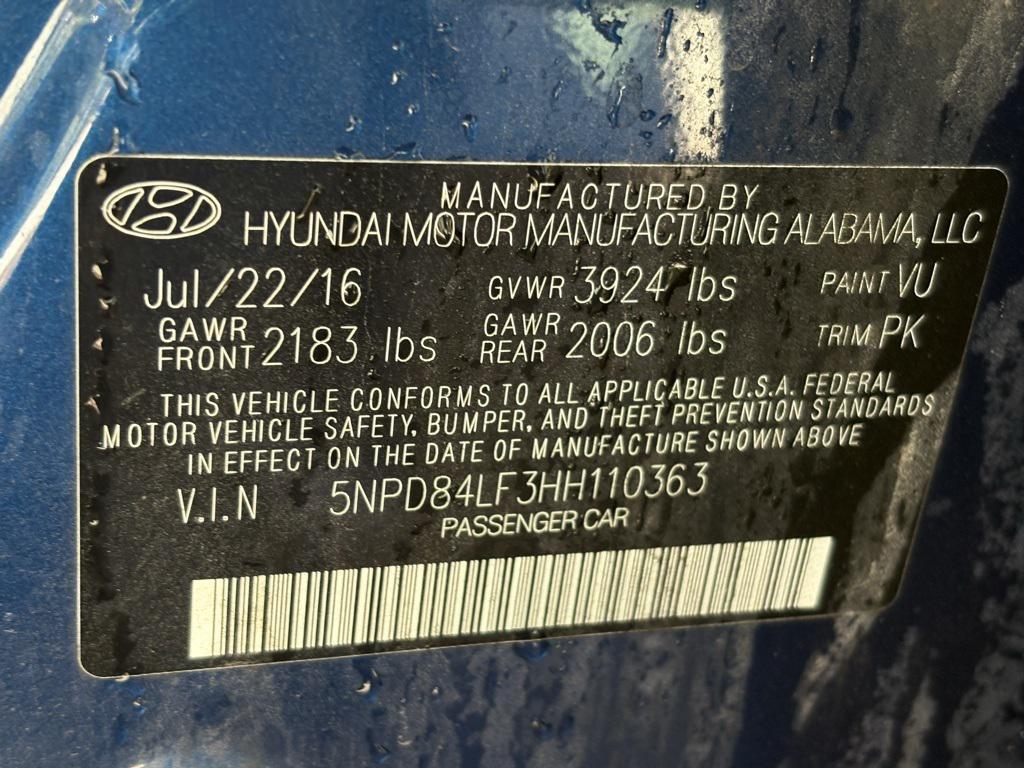 MANUFACTURED BY
HYUNDAI MOTOR MANUFACTURING ALABAMA, LLC
Jul/22/16 GVWR 3924 lbs PAINT VU
GAWR FRONT 2183 lbs GAWR REAR 2006 lbs TRIM PK
THIS VEHICLE CONFORMS TO ALL APPLICABLE U.S.A. FEDERAL
MOTOR VEHICLE SAFETY, BUMPER, AND THEFT PREVENTION STANDARDS
IN EFFECT ON THE DATE OF MANUFACTURE SHOWN ABOVE
V.I.N 5NPD84LF3HH110363
PASSENGER CAR